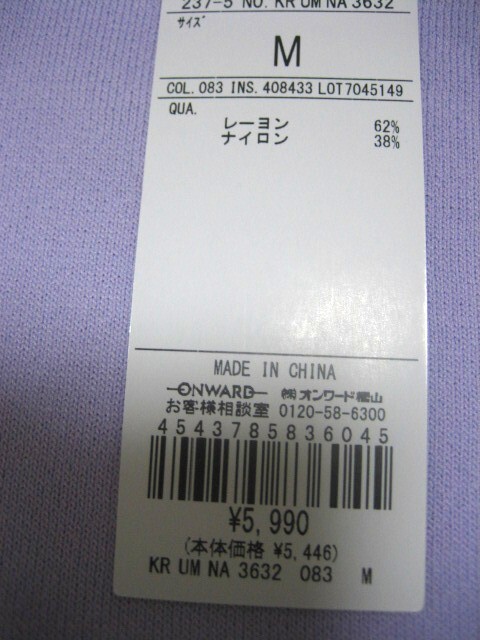 237-5 NO. KR UM NA 3632
サイズ
M
COL. 083 INS. 408433 LOT7045149
QUA.
レーヨン 62%
ナイロン 38%
MADE IN CHINA
ONWARD ㈱オンワード樫山
お客様相談室 0120-58-6300
4543785836045
¥5,990
(本体価格 ¥5,446)
KR UM NA 3632 083 M